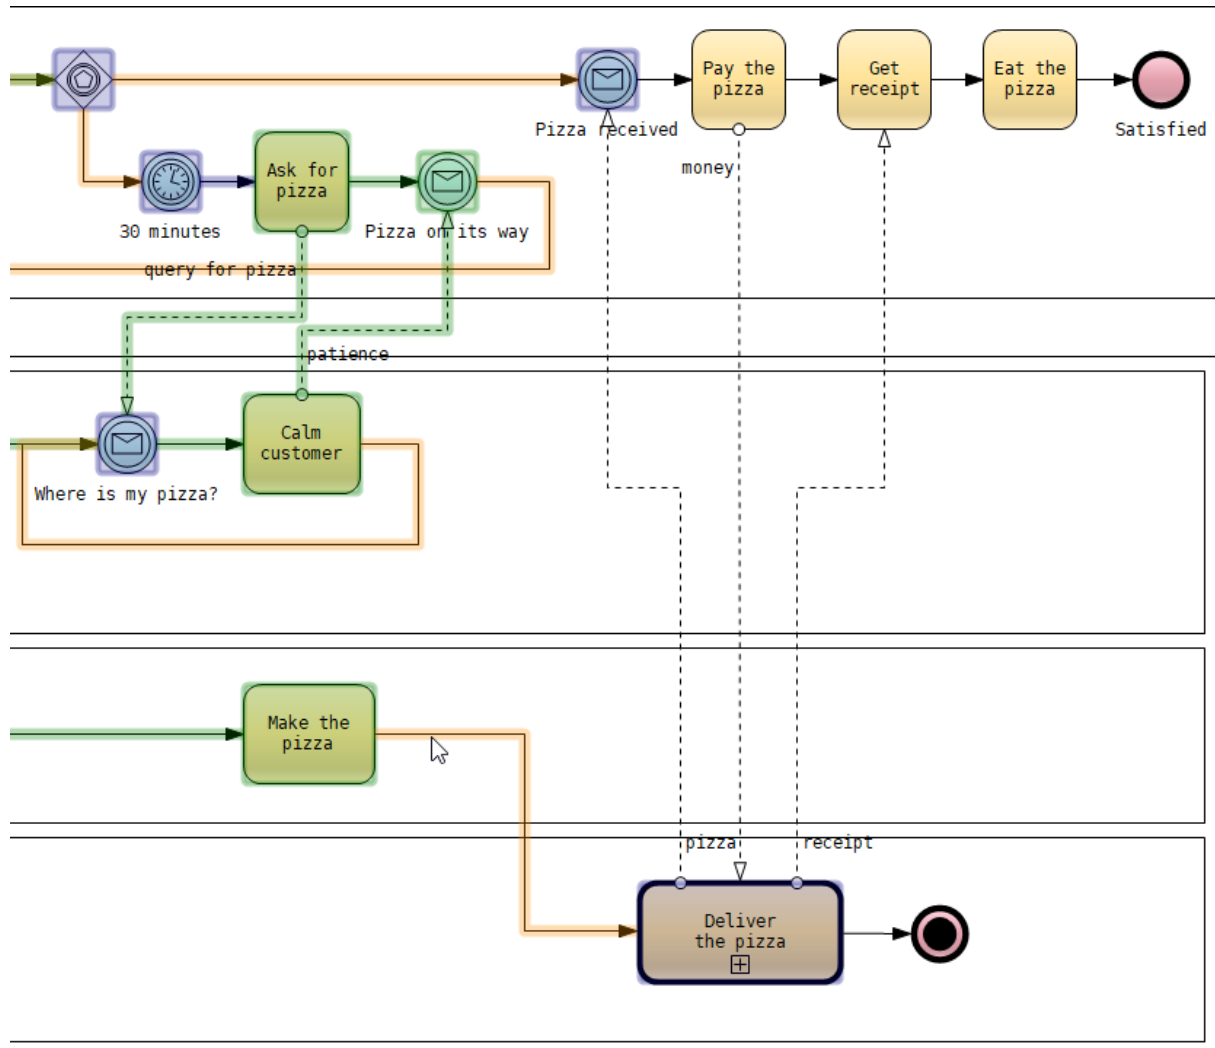 Pay the
pizza
Get
receipt
Eat the
pizza
Pizza received
Satisfied
money
Ask for
pizza
30 minutes
Pizza on its way
query for pizza
patience
Calm
customer
Where is my pizza?
Make the
pizza
pizza
receipt
Deliver
the pizza